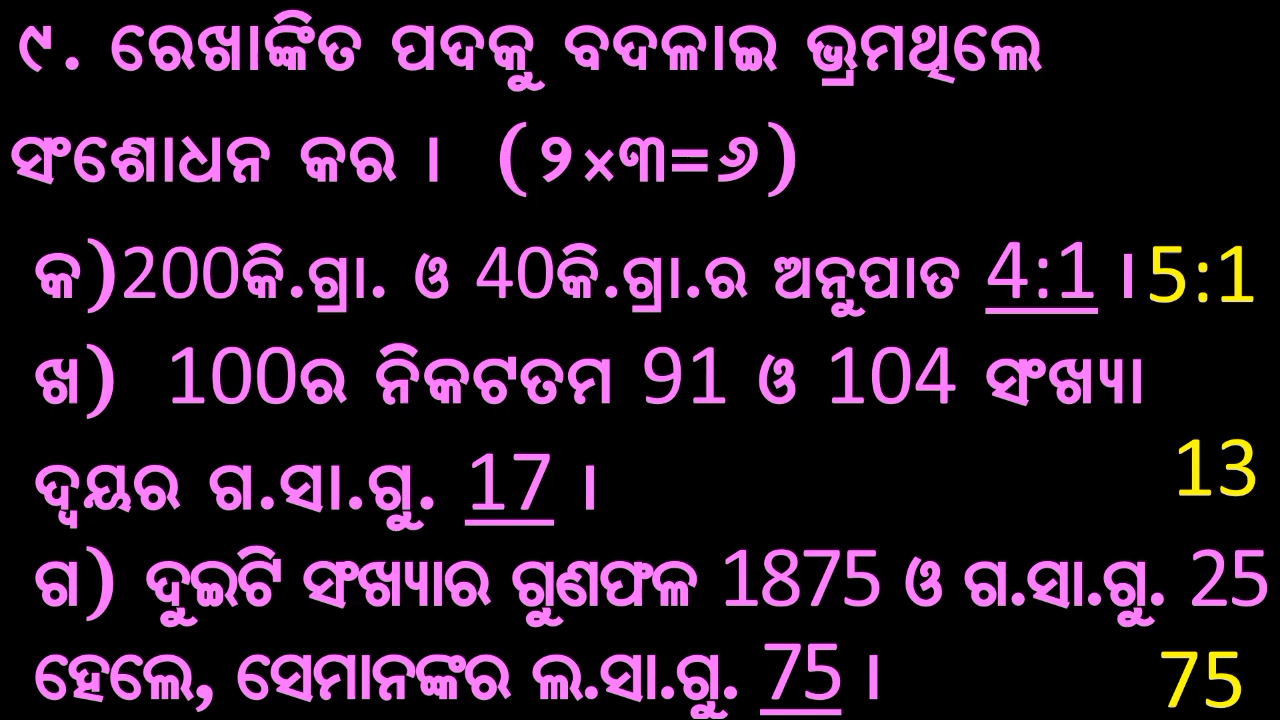 ୯. ରେଖାଙ୍କିତ ପଦକୁ ବଦଳାଇ ଭ୍ରମଥିଲେ
ସଂଶୋଧନ କର । (୨×୩=୬)
କ)200କି.ଗ୍ରା. ଓ 40କି.ଗ୍ରା.ର ଅନୁପାତ 4:1 । 5:1
ଖ) 100ର ନିକଟତମ 91 ଓ 104 ସଂଖ୍ୟା
ଦ୍ୱୟର ଗ.ସା.ଗୁ. 17 । 13
ଗ) ଦୁଇଟି ସଂଖ୍ୟାର ଗୁଣଫଳ 1875 ଓ ଗ.ସା.ଗୁ. 25
ହେଲେ, ସେମାନଙ୍କର ଲ.ସା.ଗୁ. 75 । 75